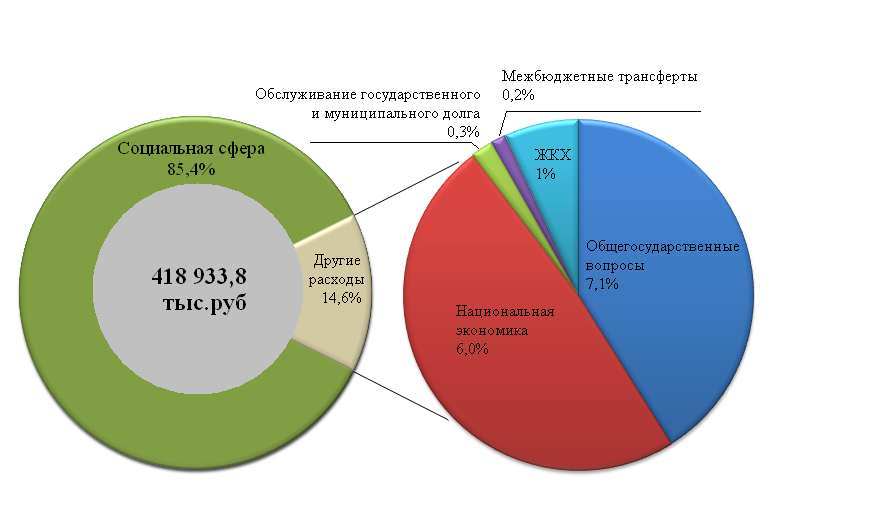 Межбюджетные трансферты
0,2%
Обслуживание государственного
и муниципального долга
0,3%
Социальная сфера
85,4%
ЖКХ
1%
Общегосударственные
вопросы
7,1%
Другие
расходы
14,6%
418 933,8
тыс.руб
Национальная
экономика
6,0%